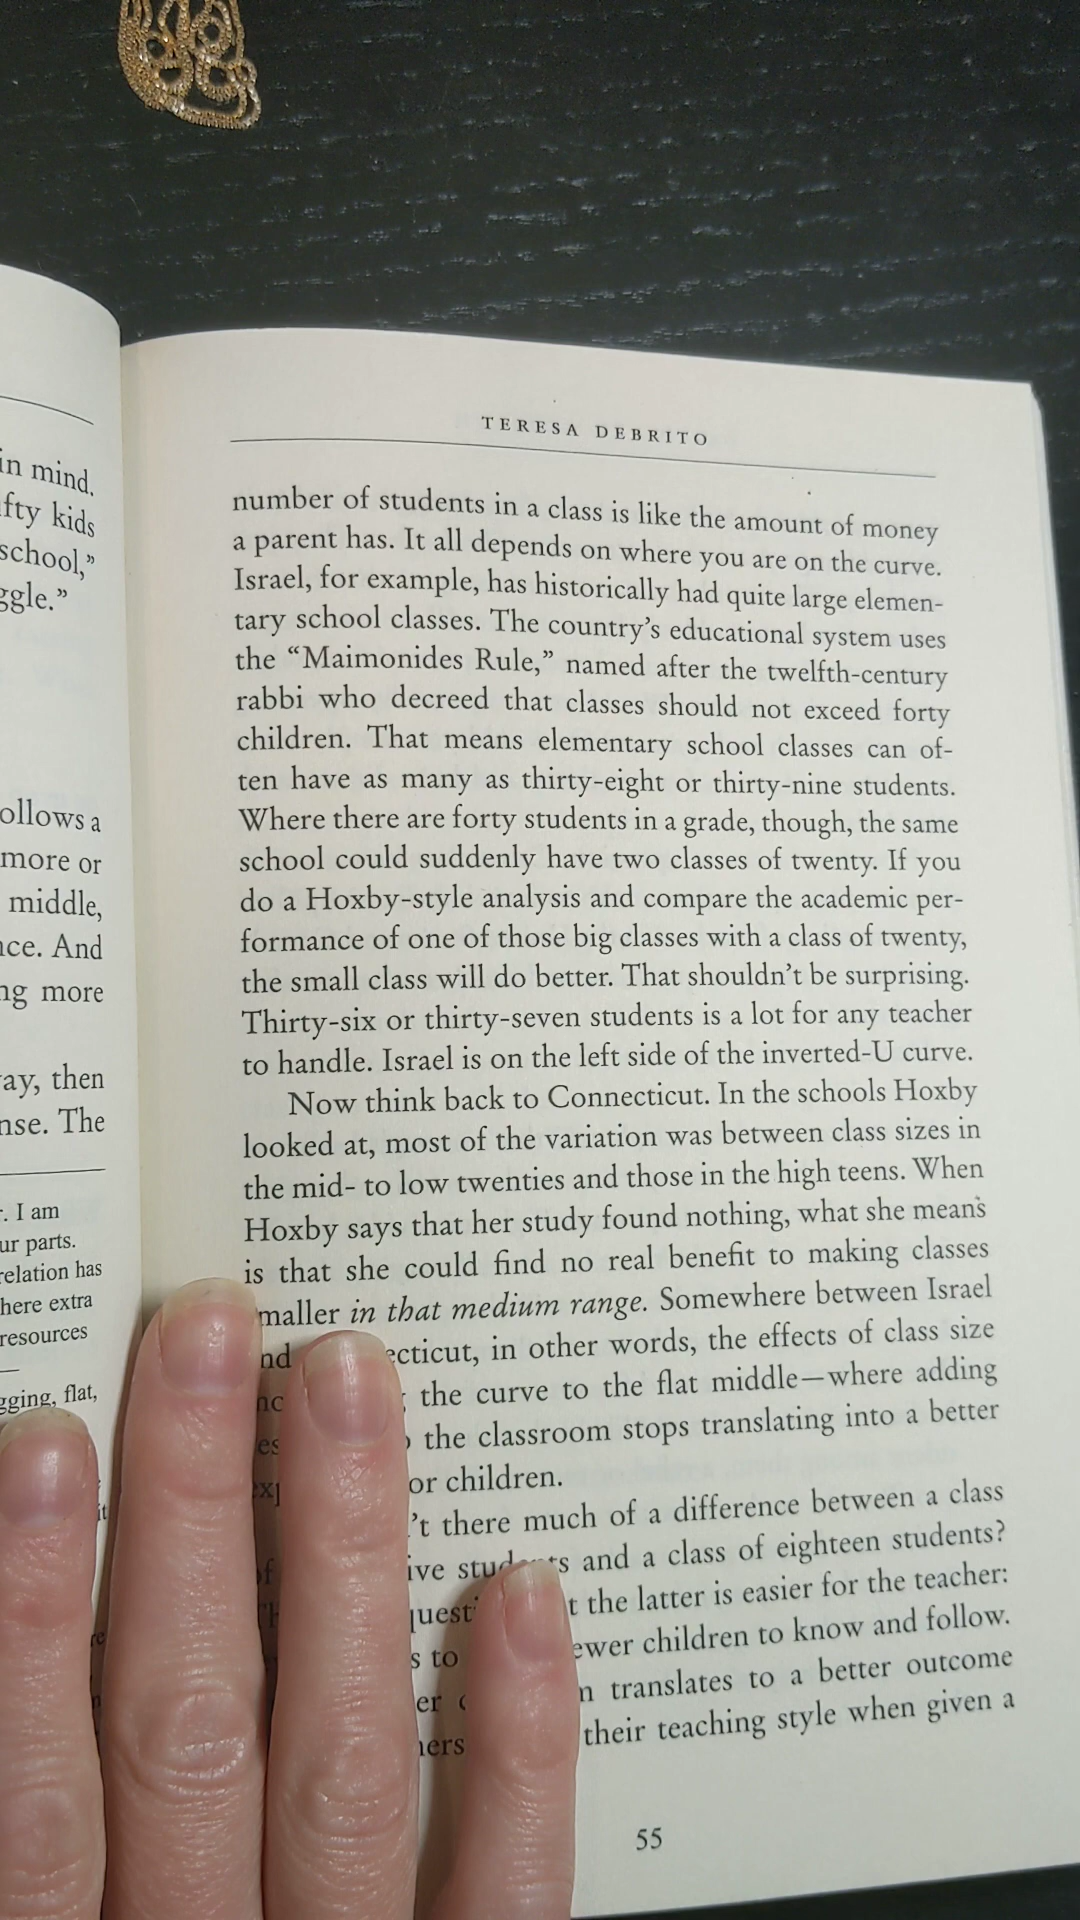 in mind.
kids
school,"
ollows a
more or
middle,
And
more
then
The
I am
parts.
relation has
here extra
resources
flat,
TERESA DEBRITO
number of students in a class is like the amount of money
a parent has. It all depends on where you are on the curve.
Israel, for example, has historically had quite large elemen-
tary school classes. The country's educational system uses
the "Maimonides Rule," named after the twelfth-century
rabbi who decreed that classes should not exceed forty
children. That means elementary school classes can of-
ten have as many as thirty-eight or thirty-nine students.
Where there are forty students in a grade, though, the same
school could suddenly have two classes of twenty. If you
do a Hoxby-style analysis and compare the academic per-
formance of one of those big classes with a class of twenty,
the small class will do better. That shouldn't be surprising.
Thirty-six or thirty-seven students is a lot for any teacher
to handle. Israel is on the left side of the inverted-U curve.
Now think back to Connecticut. In the schools Hoxby
looked at, most of the variation was between class sizes in
the mid- to low twenties and those in the high teens. When
Hoxby says that her study found nothing, what she means
is that she could find no real benefit to making classes
maller in that medium range. Somewhere between Israel
nd ecticut, in other words, the effects of class size
the curve to the flat middle—where adding
the classroom stops translating into a better
or children.
't there much of a difference between a class
ive students and a class of eighteen students?
quest t the latter is easier for the teacher:
s to ewer children to know and follow.
er translates to a better outcome
ers their teaching style when given a
55